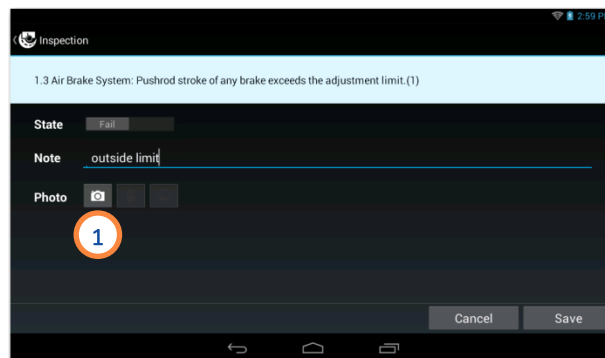 2:59 P
Inspection
1.3 Air Brake System: Pushrod stroke of any brake exceeds the adjustment limit.(1)
State Fail
Note outside limit
Photo
1
Cancel Save